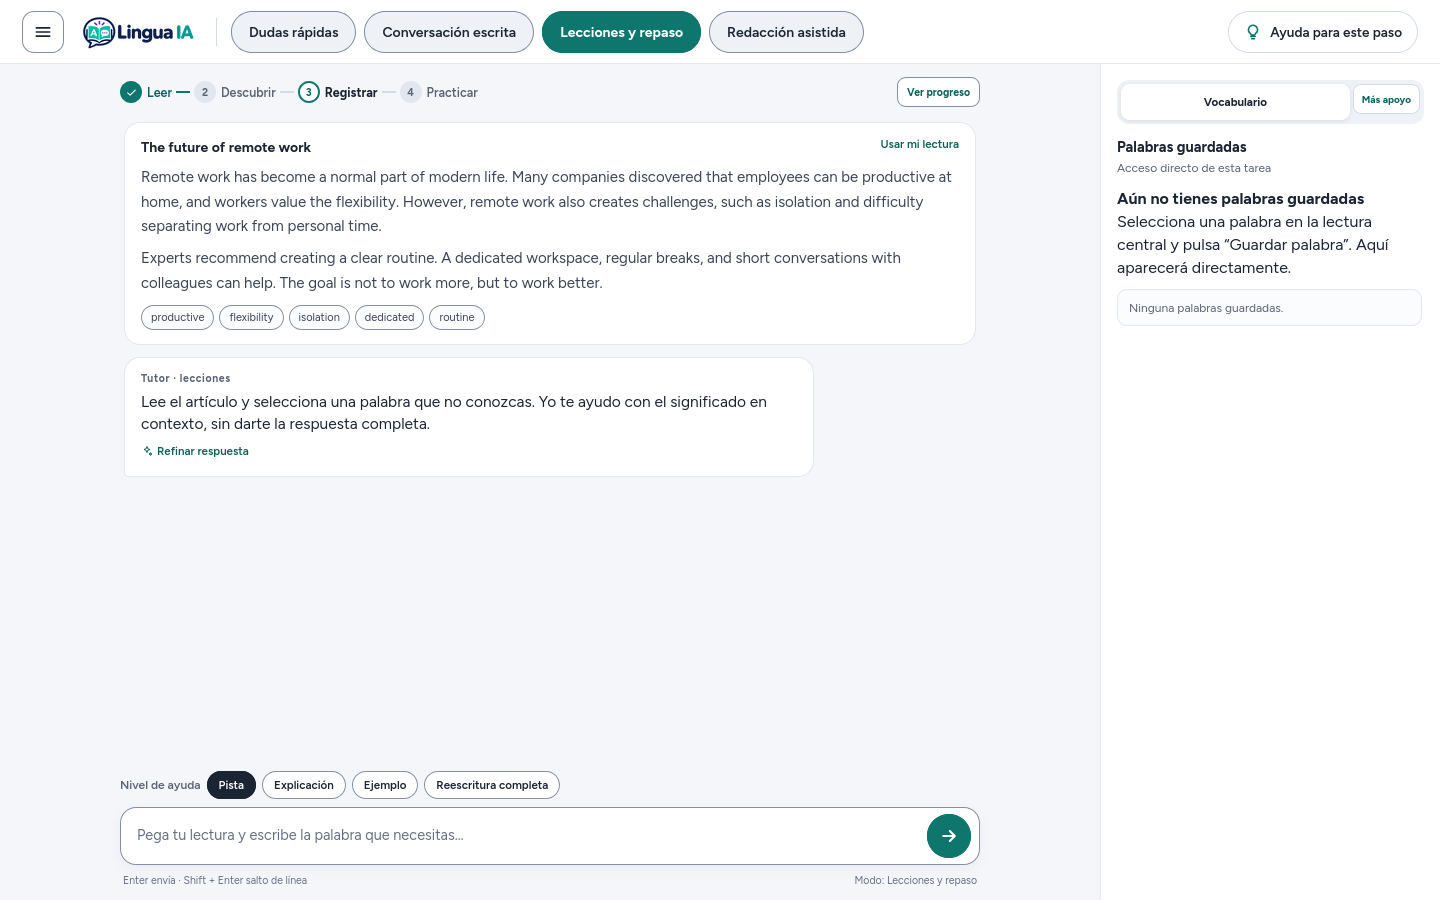 Lingua IA
Dudas rápidas
Conversación escrita
Lecciones y repaso
Redacción asistida
Ayuda para este paso
Leer
2 Descubrir
3 Registrar
4 Practicar
Ver progreso
The future of remote work
Usar mi lectura
Remote work has become a normal part of modern life. Many companies discovered that employees can be productive at
home, and workers value the flexibility. However, remote work also creates challenges, such as isolation and difficulty
separating work from personal time.
Experts recommend creating a clear routine. A dedicated workspace, regular breaks, and short conversations with
colleagues can help. The goal is not to work more, but to work better.
productive
flexibility
isolation
dedicated
routine
Tutor · lecciones
Lee el artículo y selecciona una palabra que no conozcas. Yo te ayudo con el significado en
contexto, sin darte la respuesta completa.
Refinar respuesta
Nivel de ayuda
Pista
Explicación
Ejemplo
Reescritura completa
Pega tu lectura y escribe la palabra que necesitas...
Enter envía · Shift + Enter salto de línea
Modo: Lecciones y repaso
Vocabulario
Más apoyo
Palabras guardadas
Acceso directo de esta tarea
Aún no tienes palabras guardadas
Selecciona una palabra en la lectura
central y pulsa “Guardar palabra”. Aquí
aparecerá directamente.
Ninguna palabras guardadas.